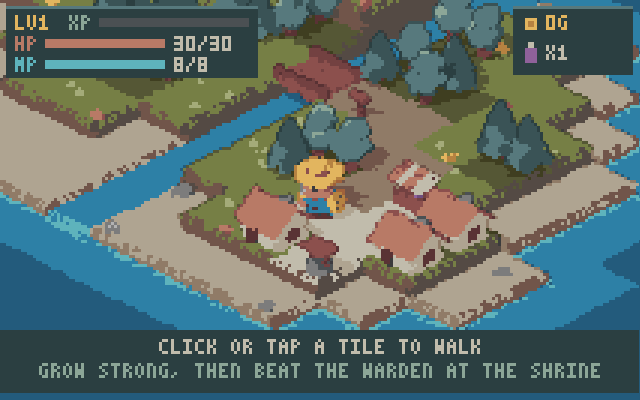 LV1 XP
HP 30/30
MP 8/8
0G
X1
CLICK OR TAP A TILE TO WALK
GROW STRONG, THEN BEAT THE WARDEN AT THE SHRINE